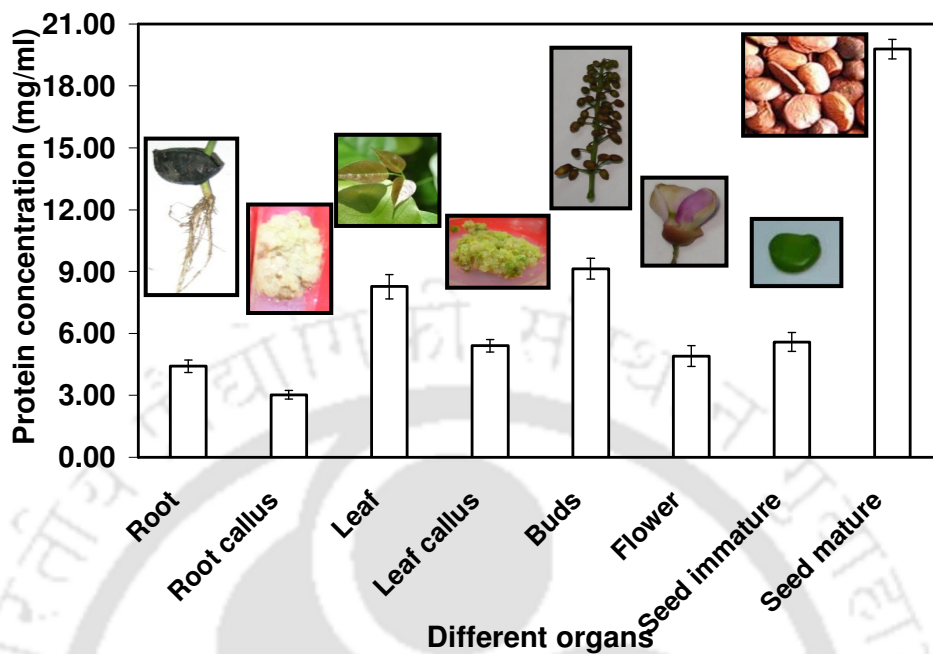 21.00
18.00
15.00
12.00
9.00
6.00
3.00
0.00
Protein concentration (mg/ml)
Root
Root callus
Leaf
Leaf callus
Buds
Flower
Seed immature
Seed mature
Different organs